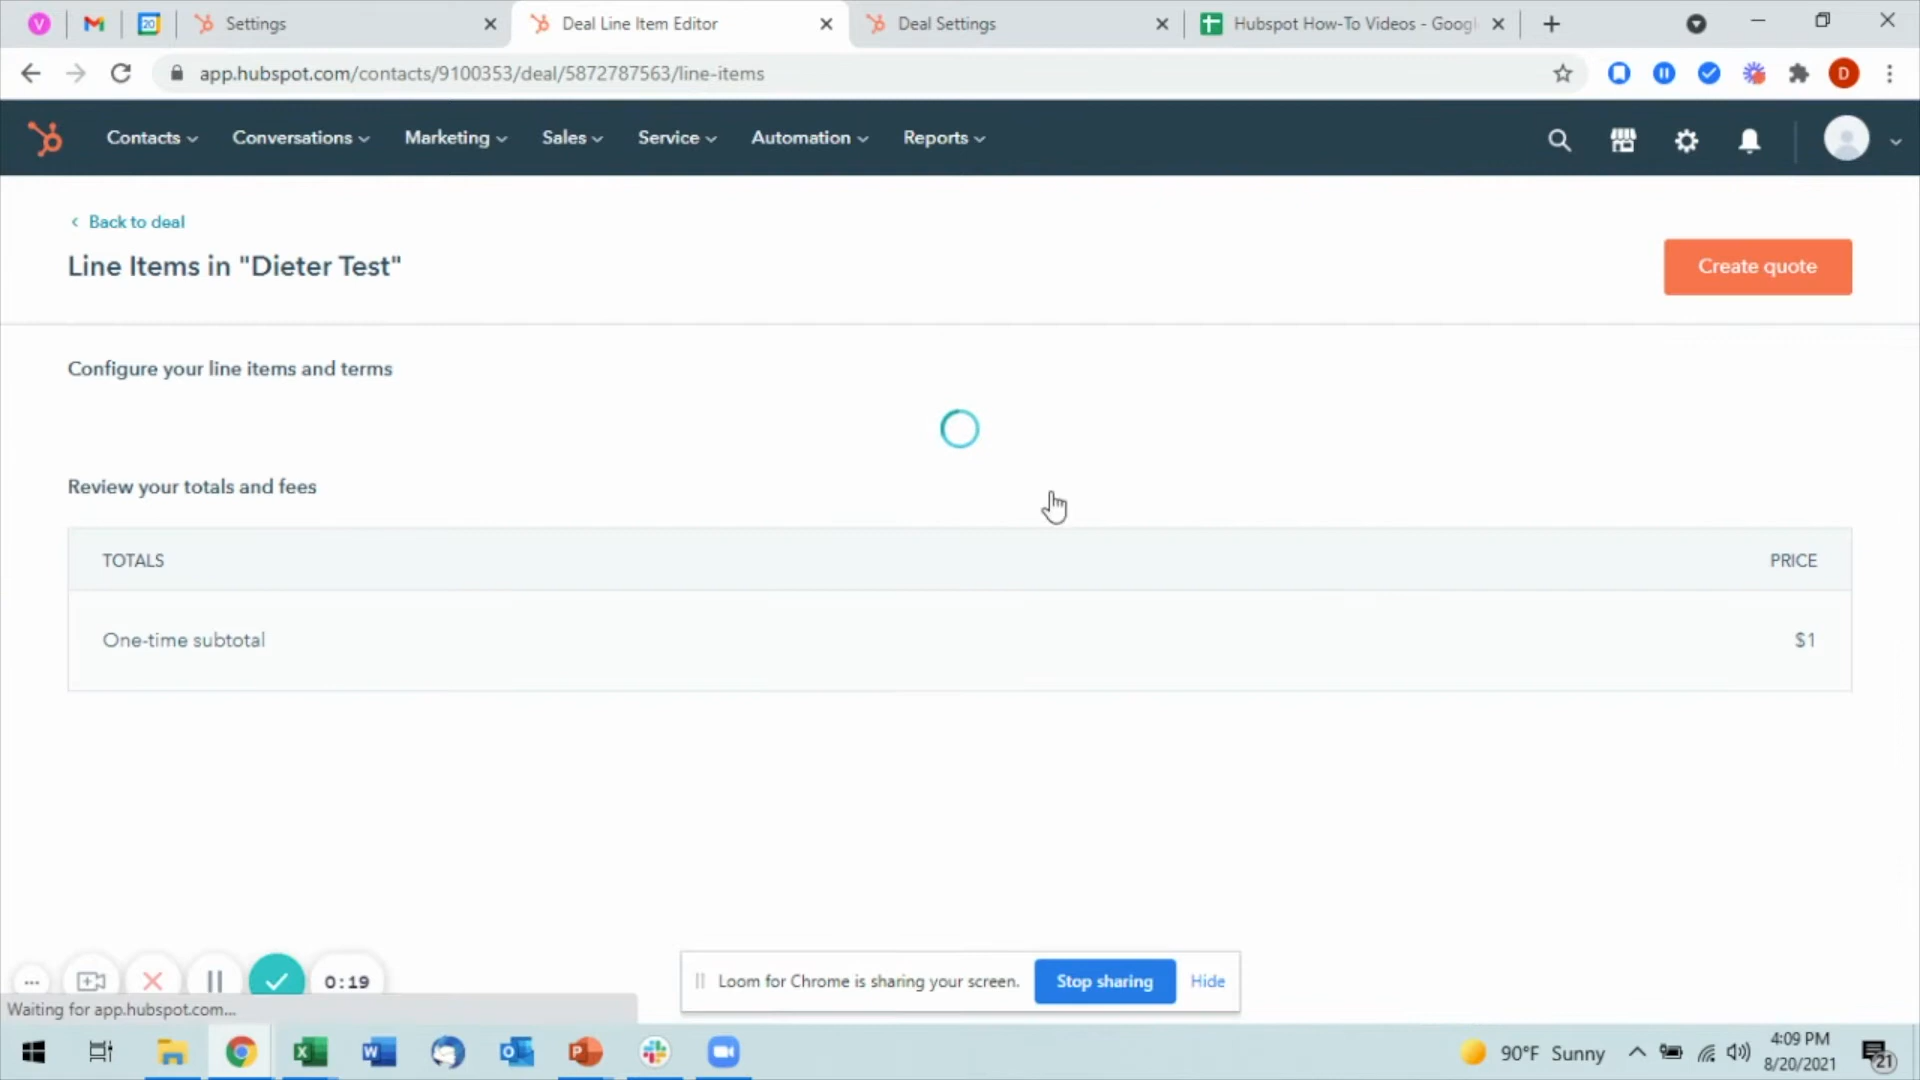 V
20
Settings
Deal Line Item Editor
Deal Settings
Hubspot How-To Videos - Googl
app.hubspot.com/contacts/9100353/deal/5872787563/line-items
D
Contacts
Conversations
Marketing
Sales
Service
Automation
Reports
Back to deal
Line Items in "Dieter Test"
Create quote
Configure your line items and terms
Review your totals and fees
TOTALS
PRICE
One-time subtotal
$1
0:19
Loom for Chrome is sharing your screen.
Stop sharing
Hide
Waiting for app.hubspot.com...
90°F Sunny
4:09 PM
8/20/2021
21